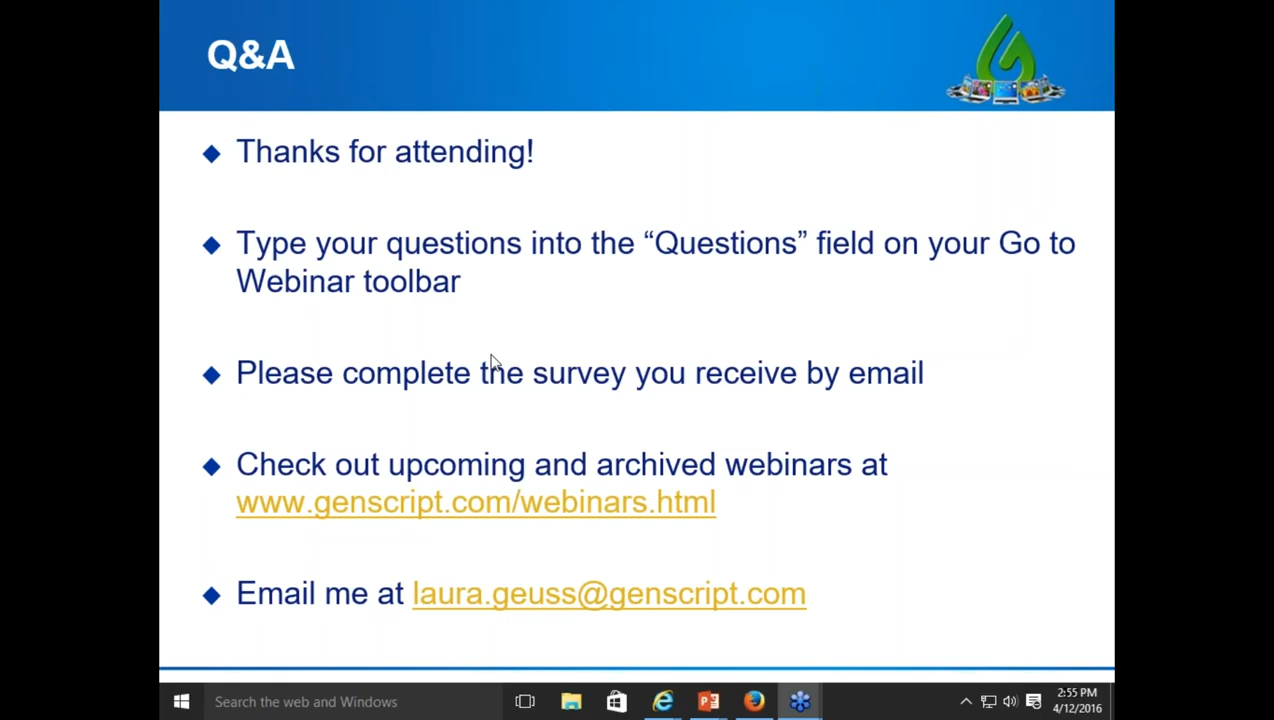 Q&A
Thanks for attending!
Type your questions into the “Questions” field on your Go to
Webinar toolbar
Please complete the survey you receive by email
Check out upcoming and archived webinars at
www.genscript.com/webinars.html
Email me at laura.geuss@genscript.com
Search the web and Windows
2:55 PM
4/12/2016